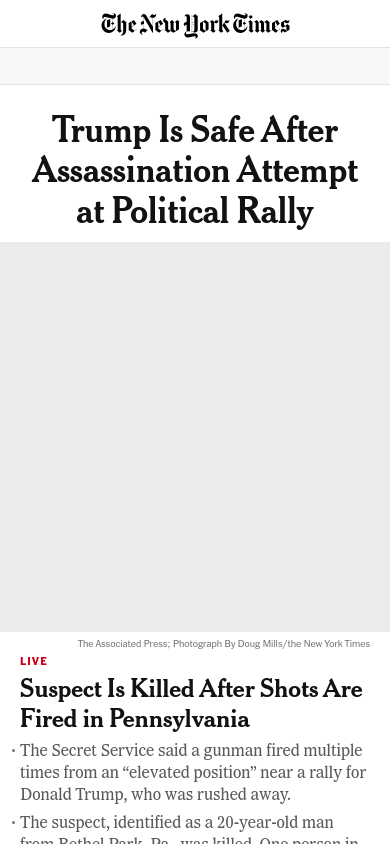 The New York Times
Trump Is Safe After
Assassination Attempt
at Political Rally
The Associated Press; Photograph By Doug Mills/the New York Times
LIVE
Suspect Is Killed After Shots Are
Fired in Pennsylvania
· The Secret Service said a gunman fired multiple
times from an “elevated position” near a rally for
Donald Trump, who was rushed away.
· The suspect, identified as a 20-year-old man
from Bethel Park, Pa., was killed. One person in